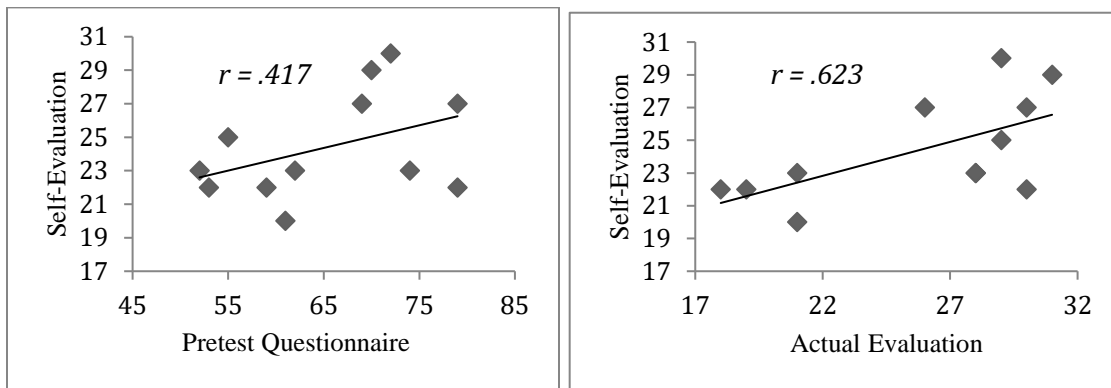 31
29
27
25
23
21
19
17
Self-Evaluation
r = .417
45 55 65 75 85
Pretest Questionnaire
31
29
27
25
23
21
19
17
Self-Evaluation
r = .623
17 22 27 32
Actual Evaluation